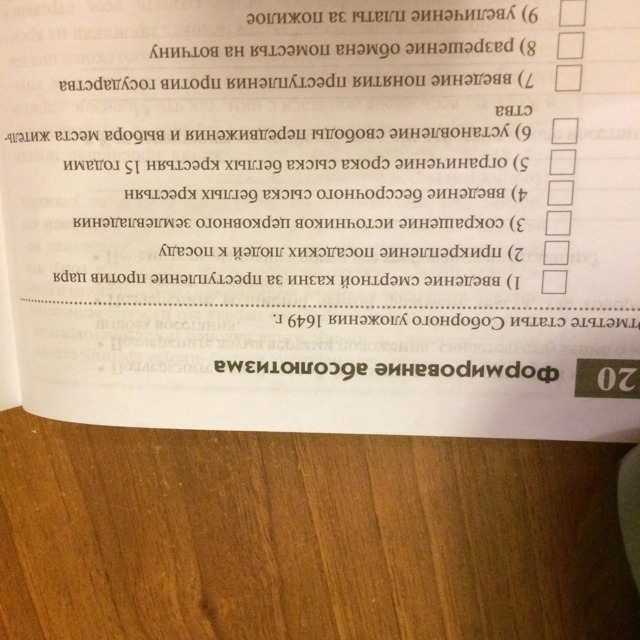 20 Формирование абсолютизма
тметьте статьи Соборного уложения 1649 г.
1) введение смертной казни за преступление против царя
2) прикрепление посадских людей к посаду
3) сокращение источников церковного землевладения
4) введение бессрочного сыска беглых крестьян
5) ограничение срока сыска беглых крестьян 15 годами
6) установление свободы передвижения и выбора места житель-
ства
7) введение понятия преступления против государства
8) разрешение обмена поместья на вотчину
9) увеличение платы за пожилое